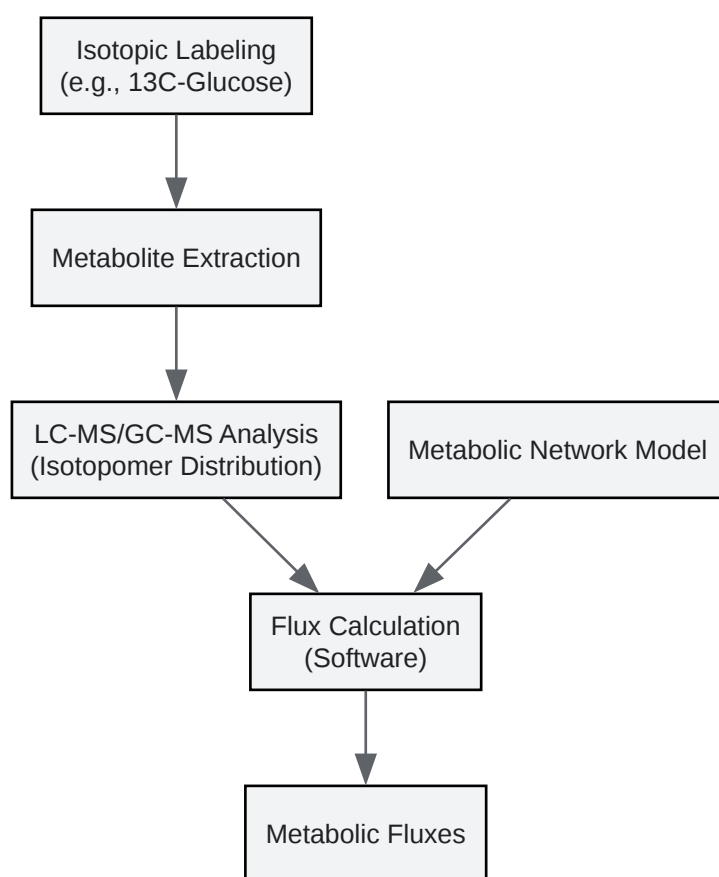 Isotopic Labeling
(e.g., 13C-Glucose)
Metabolite Extraction
LC-MS/GC-MS Analysis
(Isotopomer Distribution)
Metabolic Network Model
Flux Calculation
(Software)
Metabolic Fluxes